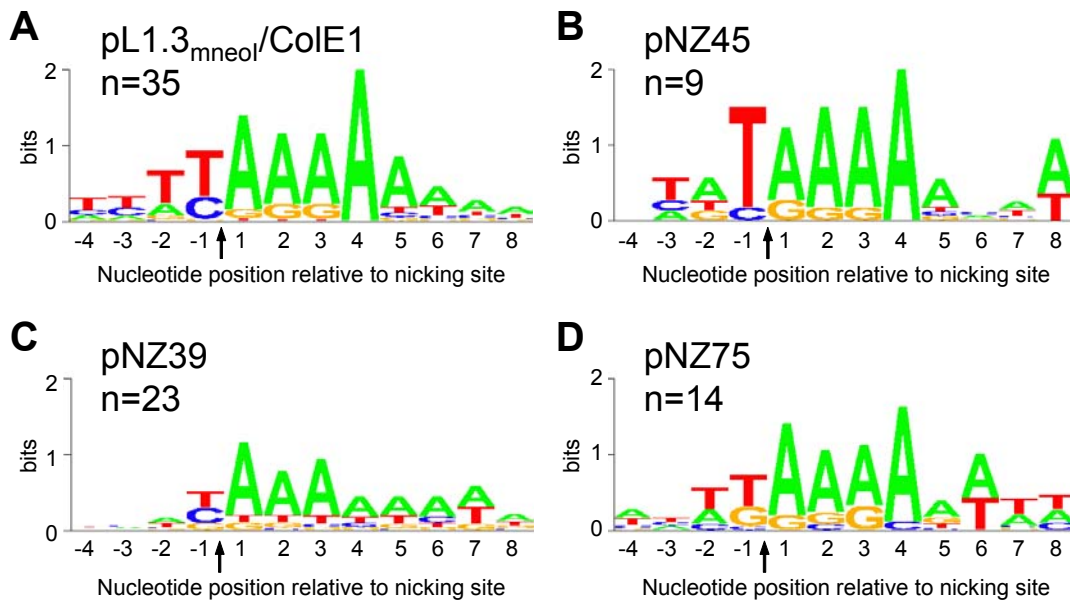 A
pL1.3mneoI/ColE1
n=35
2
1
0
bits
-4 -3 -2 -1 1 2 3 4 5 6 7 8
Nucleotide position relative to nicking site
B
pNZ45
n=9
2
1
0
bits
-4 -3 -2 -1 1 2 3 4 5 6 7 8
Nucleotide position relative to nicking site
C
pNZ39
n=23
2
1
0
bits
-4 -3 -2 -1 1 2 3 4 5 6 7 8
Nucleotide position relative to nicking site
D
pNZ75
n=14
2
1
0
bits
-4 -3 -2 -1 1 2 3 4 5 6 7 8
Nucleotide position relative to nicking site